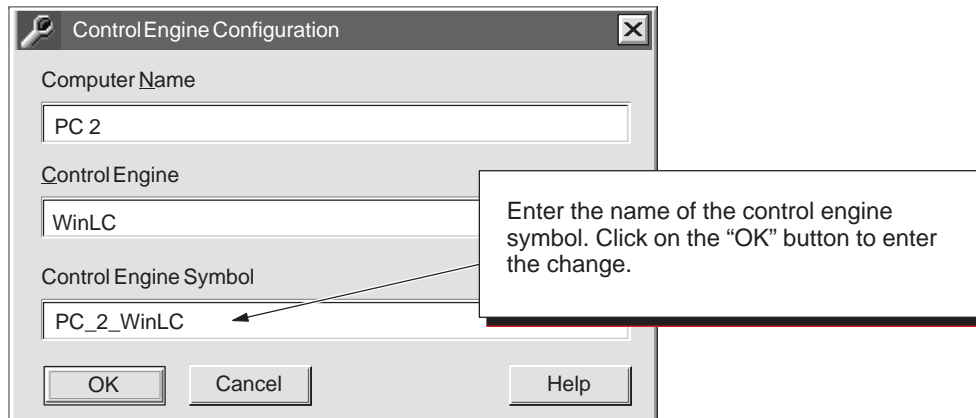 Control Engine Configuration
Computer Name
PC 2
Control Engine
WinLC
Enter the name of the control engine
symbol. Click on the “OK” button to enter
the change.
Control Engine Symbol
PC_2_WinLC
OK
Cancel
Help